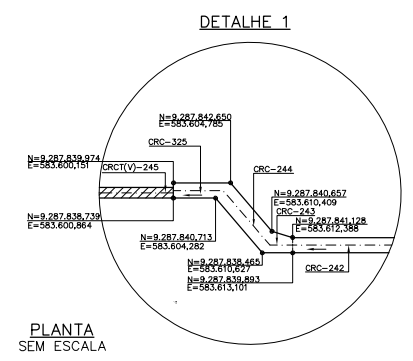 DETALHE 1
N=9.287.842,650
E=583.604,785
CRC-325
N=9.287.839,974
E=583.600,151
CRCT(V)-245
CRC-244
N=9.287.840,657
E=583.610,409
CRC-243
N=9.287.841,128
E=583.612,388
N=9.287.838,739
E=583.600,864
N=9.287.840,713
E=583.604,282
N=9.287.838,465
E=583.610,627
N=9.287.839,893
E=583.613,101
CRC-242
PLANTA
SEM ESCALA